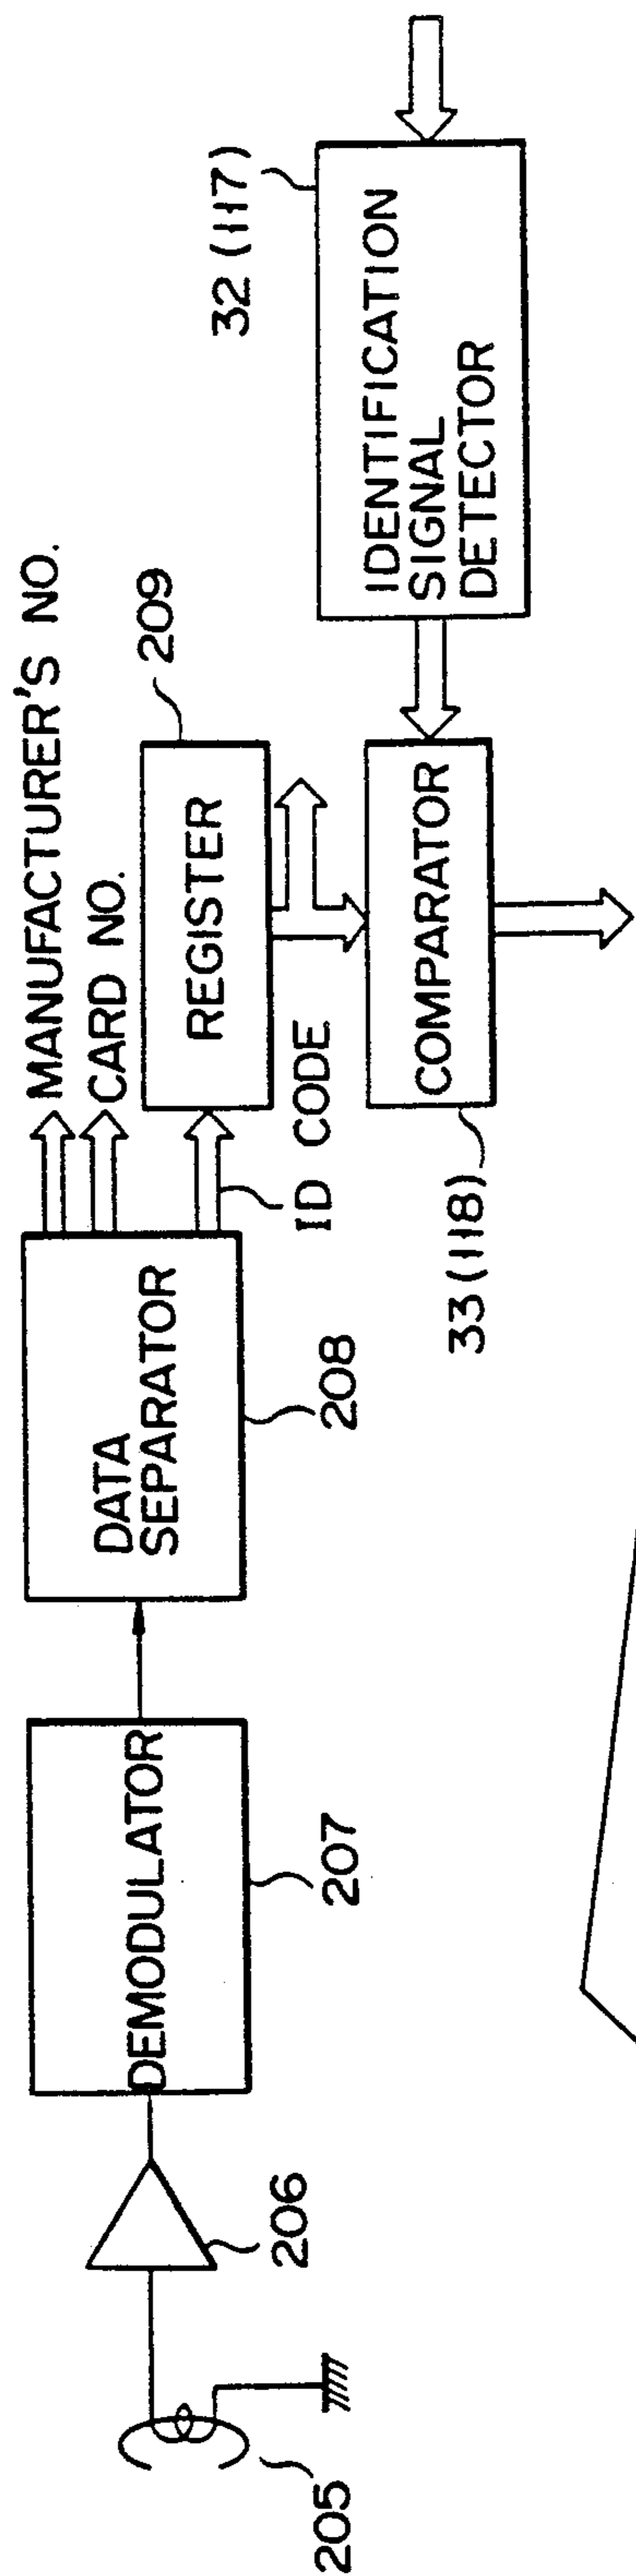 205
206
DEMODULATOR
207
DATA
SEPARATOR
208
MANUFACTURER'S NO.
CARD NO.
ID CODE
REGISTER
209
COMPARATOR
33 (118)
IDENTIFICATION
SIGNAL
DETECTOR
32 (117)